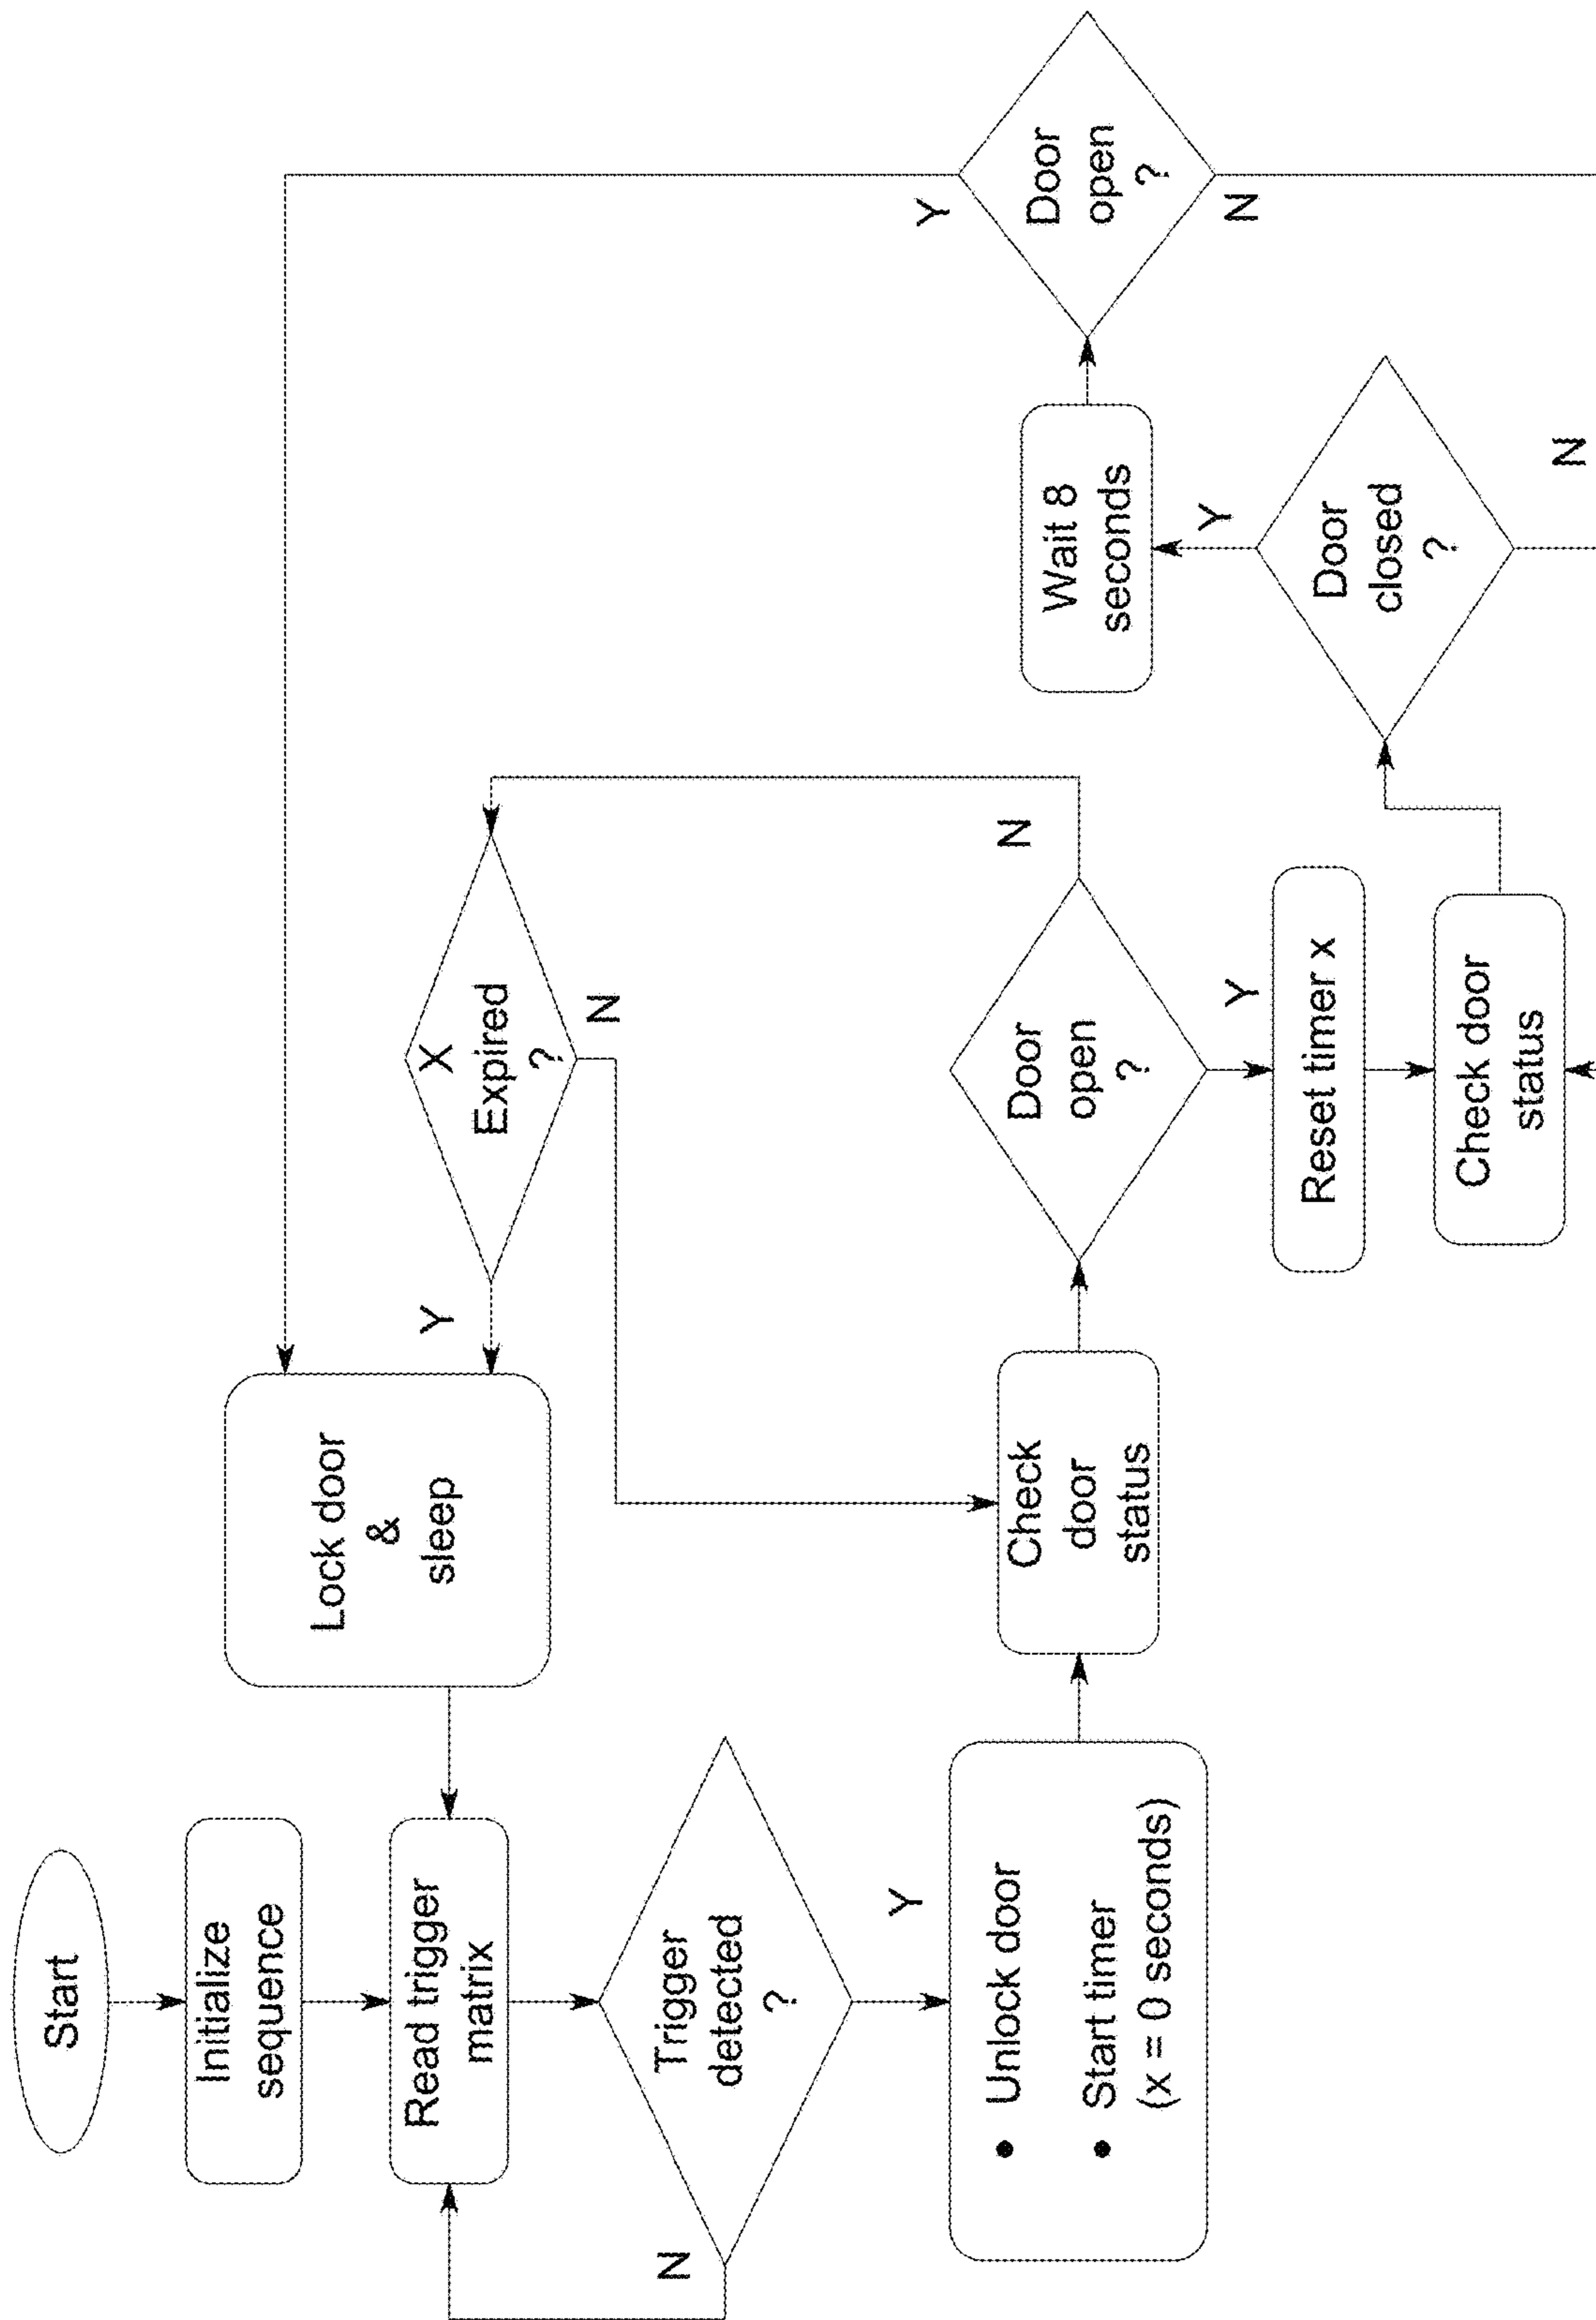 Start
Initialize
sequence
Read trigger
matrix
Trigger
detected
?
N
Y
● Unlock door
● Start timer
(x = 0 seconds)
Lock door
&
sleep
Check
door
status
Y
X
Expired
?
N
Door
open
?
N
Y
Reset timer x
Check door
status
Door
closed
?
Y
N
Wait 8
seconds
Door
open
?
Y
N